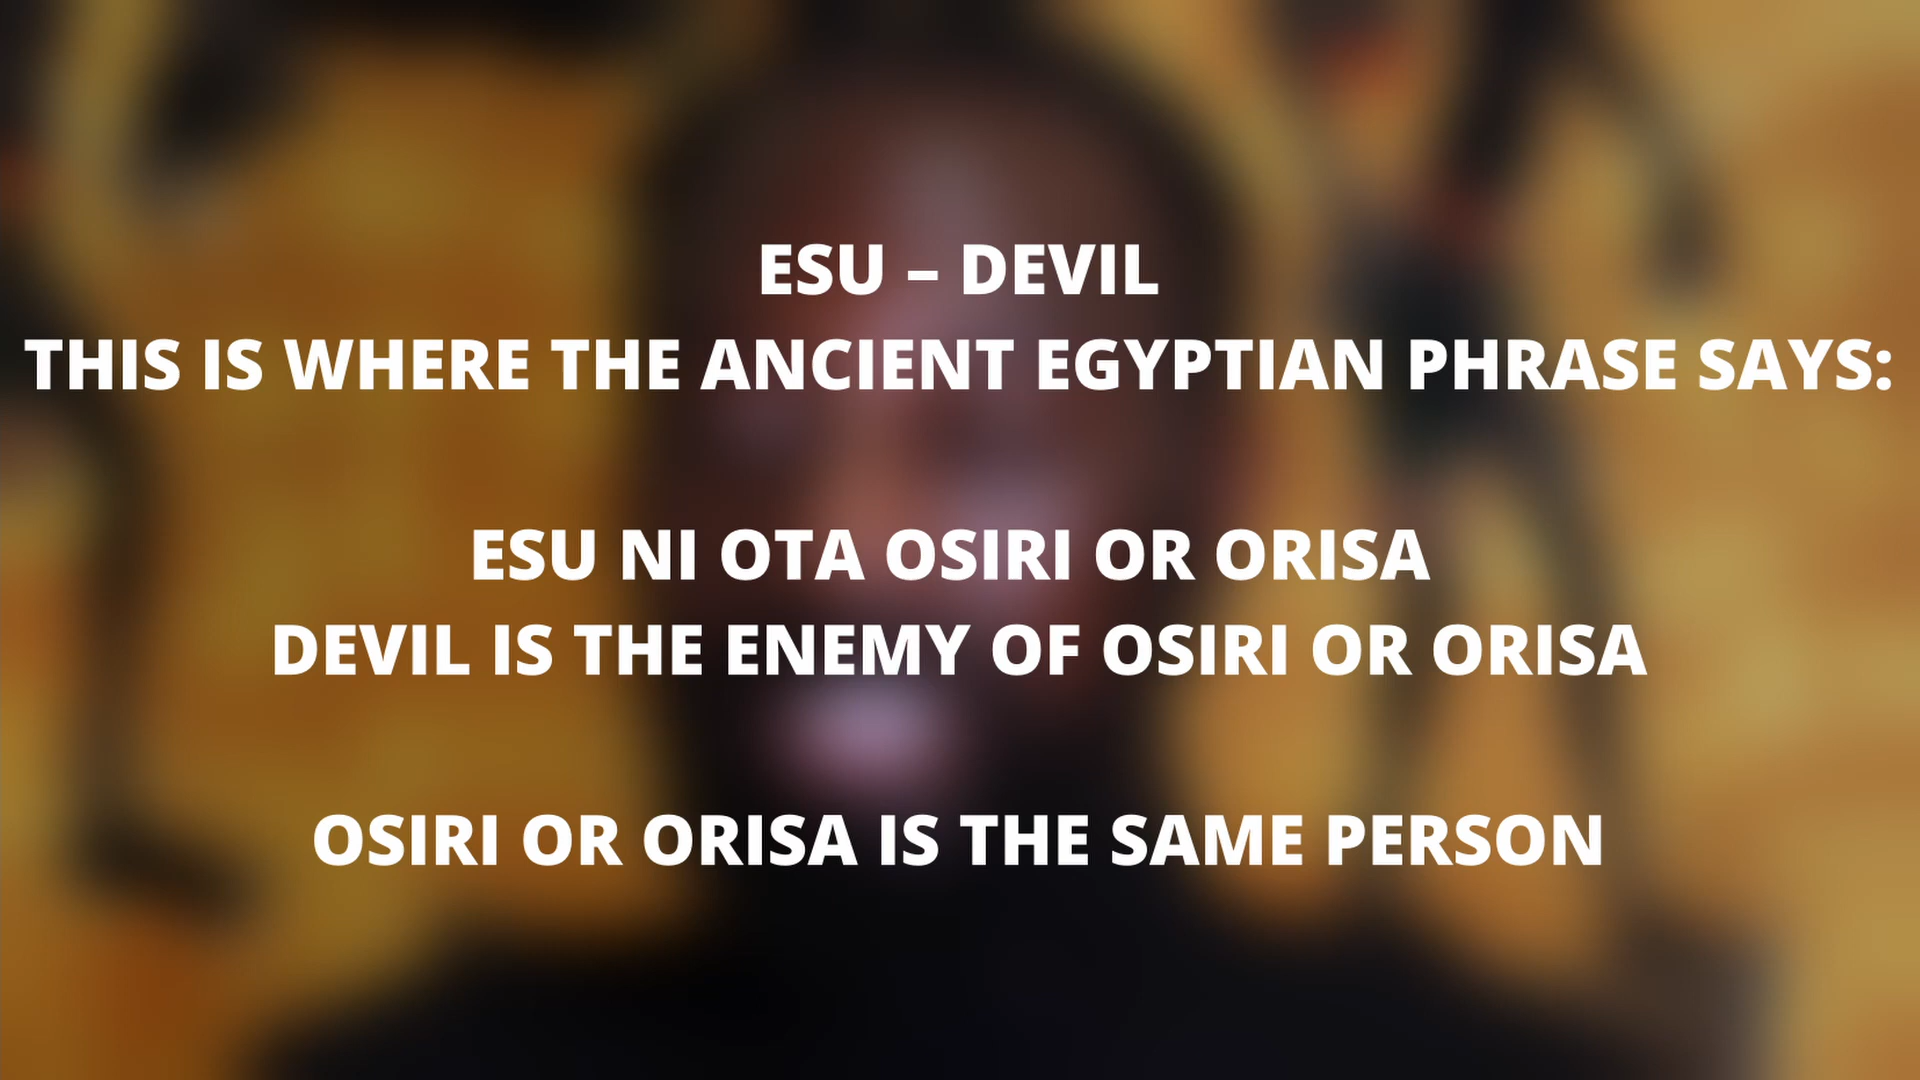 ESU – DEVIL
THIS IS WHERE THE ANCIENT EGYPTIAN PHRASE SAYS:
ESU NI OTA OSIRI OR ORISA
DEVIL IS THE ENEMY OF OSIRI OR ORISA
OSIRI OR ORISA IS THE SAME PERSON